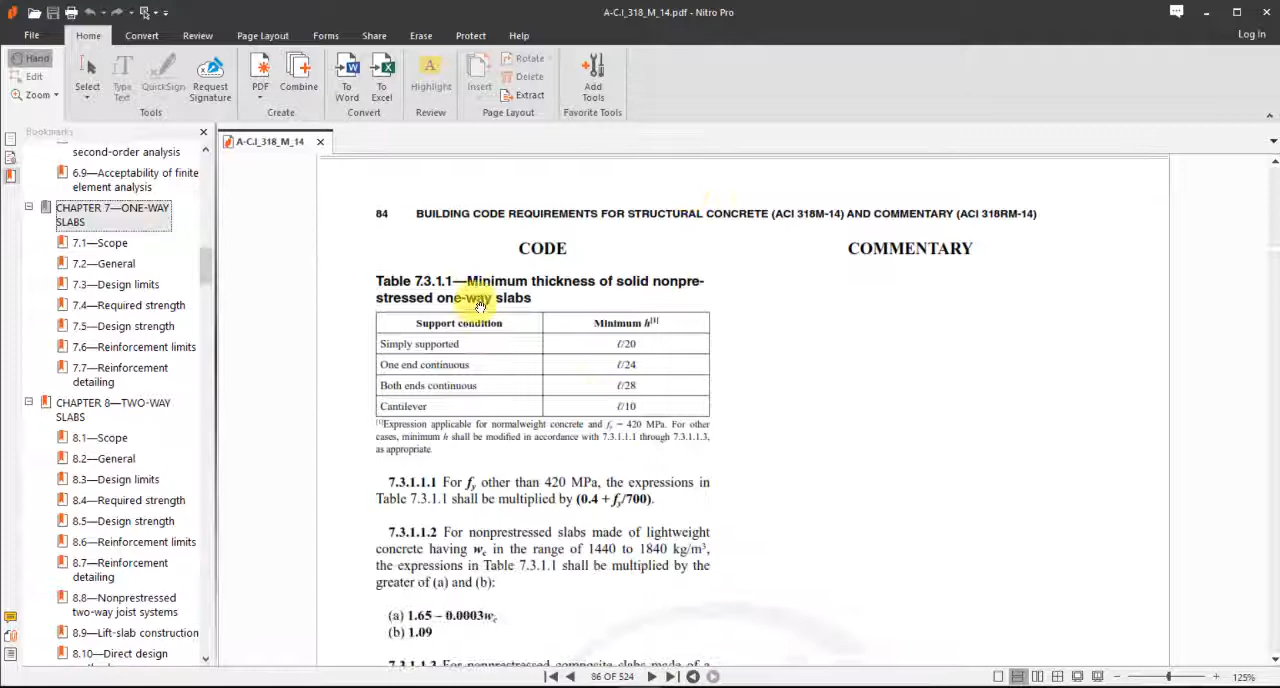 A-C.I_318_M_14.pdf - Nitro Pro
File Home Convert Review Page Layout Forms Share Erase Protect Help Log In
Hand
Edit
Zoom
Select
Type Text
QuickSign
Request Signature
Tools
PDF
Combine
Create
To Word
To Excel
Convert
Highlight
Review
Insert
Rotate
Delete
Extract
Page Layout
Add Tools
Favorite Tools
Bookmarks
second-order analysis
6.9—Acceptability of finite
element analysis
CHAPTER 7—ONE-WAY
SLABS
7.1—Scope
7.2—General
7.3—Design limits
7.4—Required strength
7.5—Design strength
7.6—Reinforcement limits
7.7—Reinforcement
detailing
CHAPTER 8—TWO-WAY
SLABS
8.1—Scope
8.2—General
8.3—Design limits
8.4—Required strength
8.5—Design strength
8.6—Reinforcement limits
8.7—Reinforcement
detailing
8.8—Nonprestressed
two-way joist systems
8.9—Lift-slab construction
8.10—Direct design
A-C.I_318_M_14
84 BUILDING CODE REQUIREMENTS FOR STRUCTURAL CONCRETE (ACI 318M-14) AND COMMENTARY (ACI 318RM-14)
CODE COMMENTARY
Table 7.3.1.1—Minimum thickness of solid nonpre-
stressed one-way slabs
Support condition Minimum h[1]
Simply supported ℓ/20
One end continuous ℓ/24
Both ends continuous ℓ/28
Cantilever ℓ/10
[1]Expression applicable for normalweight concrete and fy = 420 MPa. For other
cases, minimum h shall be modified in accordance with 7.3.1.1.1 through 7.3.1.1.3,
as appropriate.
7.3.1.1.1 For fy other than 420 MPa, the expressions in
Table 7.3.1.1 shall be multiplied by (0.4 + fy/700).
7.3.1.1.2 For nonprestressed slabs made of lightweight
concrete having wc in the range of 1440 to 1840 kg/m3,
the expressions in Table 7.3.1.1 shall be multiplied by the
greater of (a) and (b):
(a) 1.65 – 0.0003wc
(b) 1.09
7.3.1.1.3 For nonprestressed composite slabs made of a
86 OF 524
125%